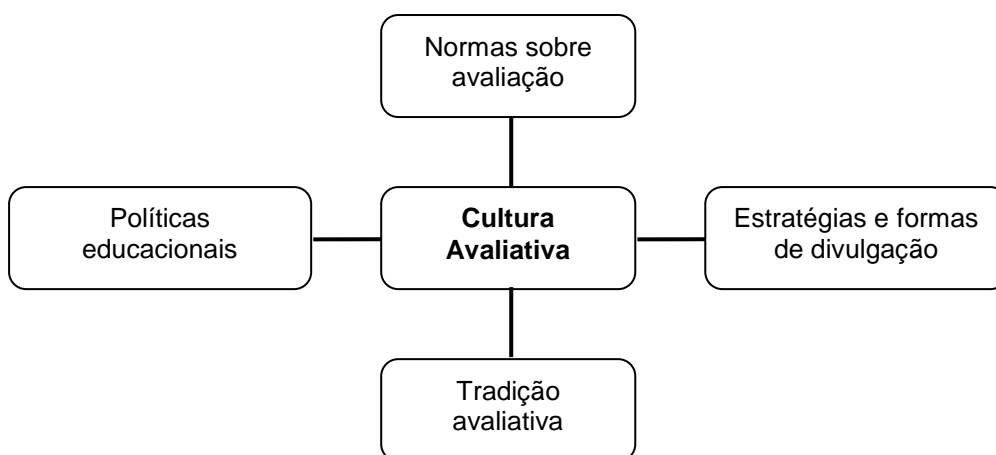 Normas sobre
avaliação
Políticas
educacionais
Cultura
Avaliativa
Estratégias e formas
de divulgação
Tradição
avaliativa